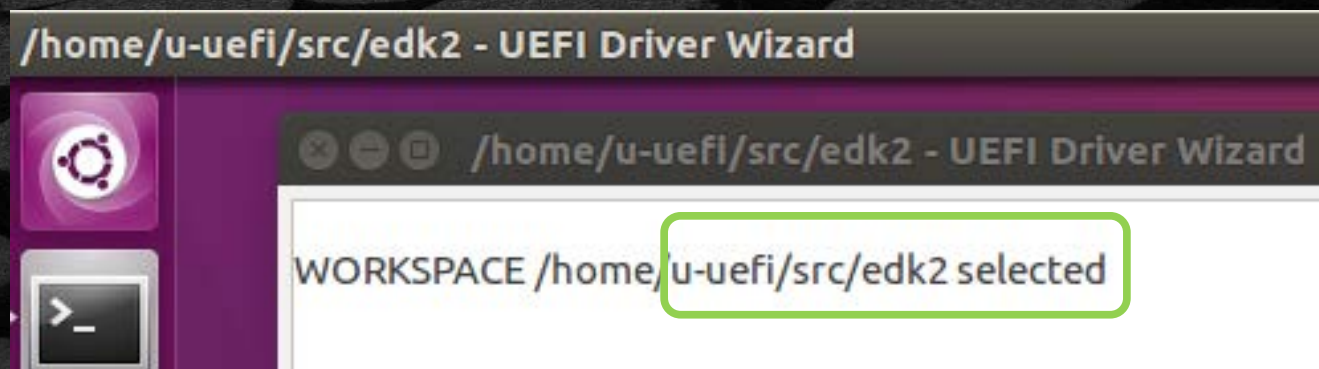 /home/u-uefi/src/edk2 - UEFI Driver Wizard
/home/u-uefi/src/edk2 - UEFI Driver Wizard
WORKSPACE /home/u-uefi/src/edk2 selected
>_